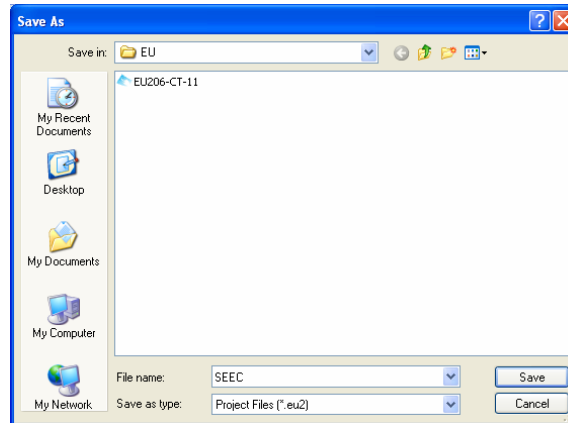 Save As
Save in: EU
EU206-CT-11
My Recent
Documents
Desktop
My Documents
My Computer
My Network
File name: SEEC Save
Save as type: Project Files (*.eu2) Cancel